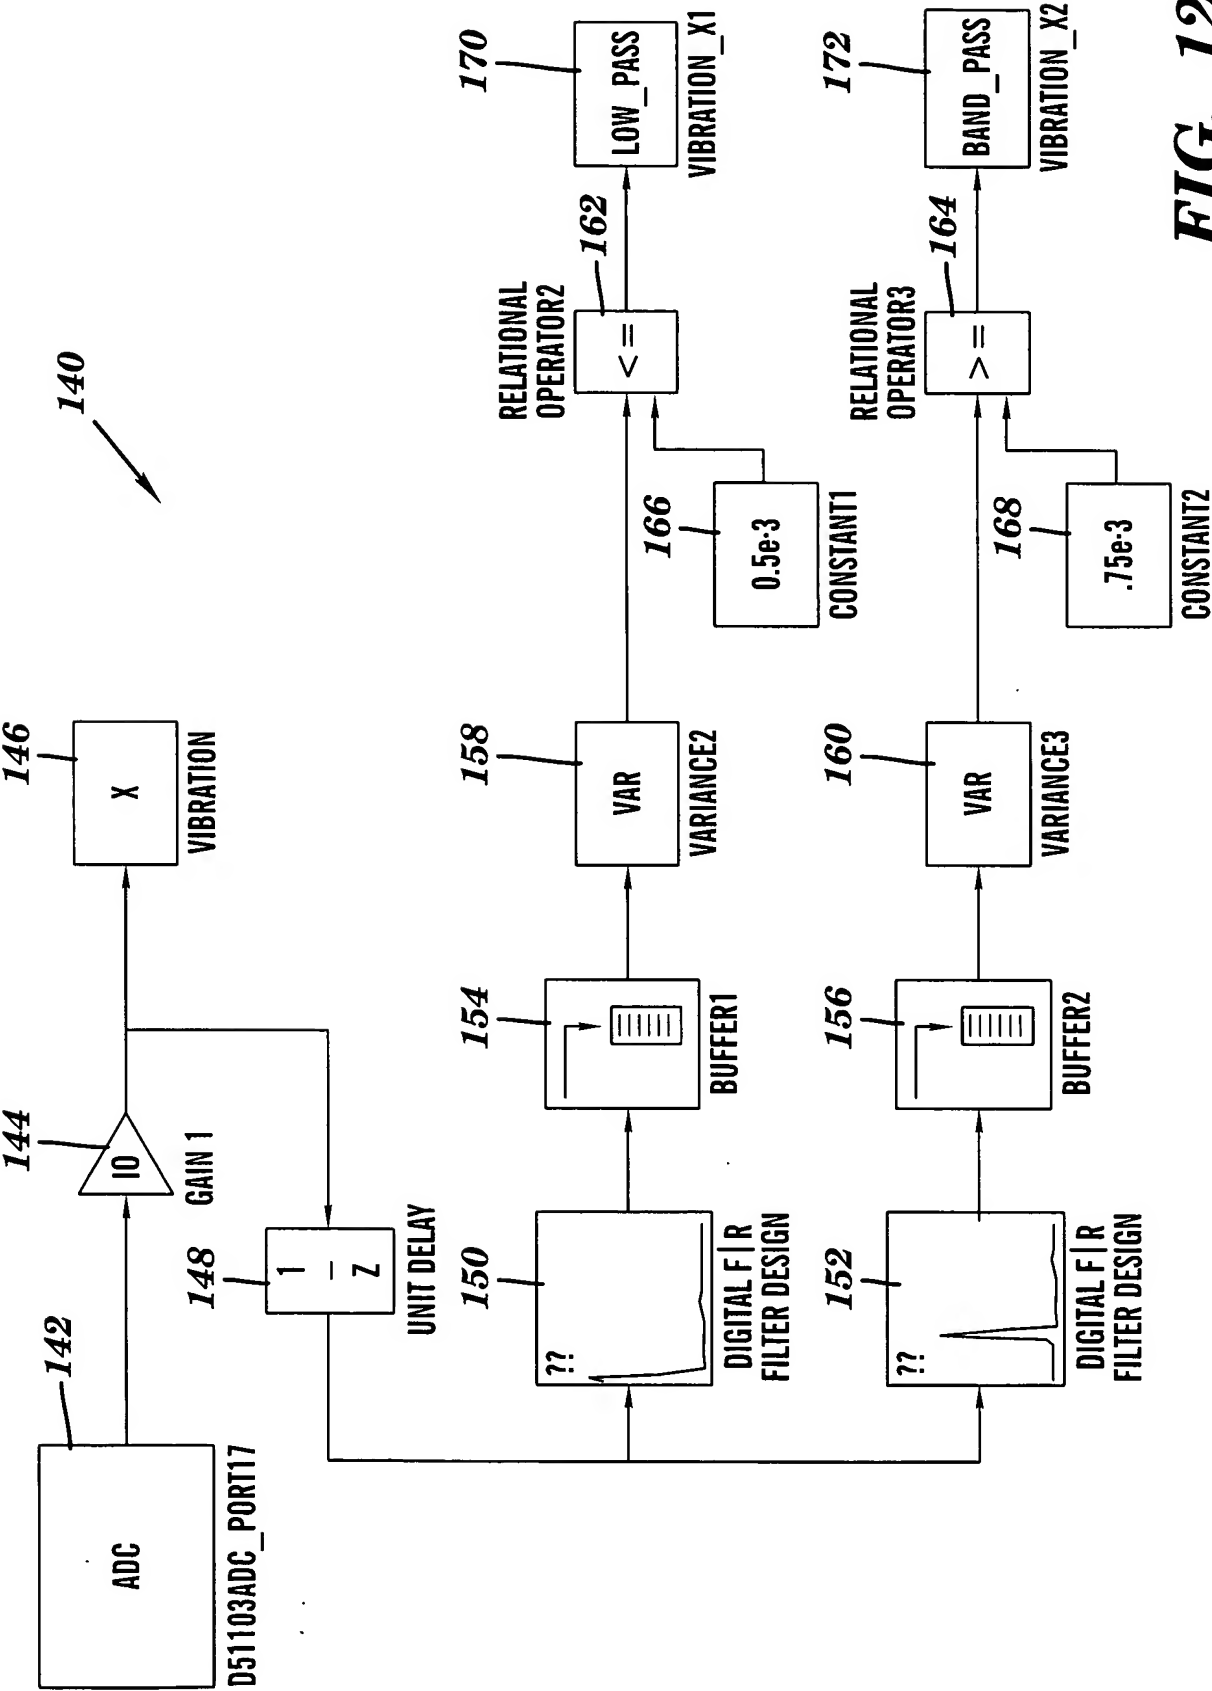 140
142
ADC
D51103ADC_PORT17
144
10
GAIN 1
146
X
VIBRATION
148
1
Z
UNIT DELAY
150
??
DIGITAL F|R
FILTER DESIGN
154
BUFFER1
158
VAR
VARIANCE2
166
0.5e-3
CONSTANT1
RELATIONAL
OPERATOR2
162
<=
170
LOW_PASS
VIBRATION_X1
152
??
DIGITAL F|R
FILTER DESIGN
156
BUFFER2
160
VAR
VARIANCE3
168
.75e-3
CONSTANT2
RELATIONAL
OPERATOR3
164
>=
172
BAND_PASS
VIBRATION_X2
FIG. 12